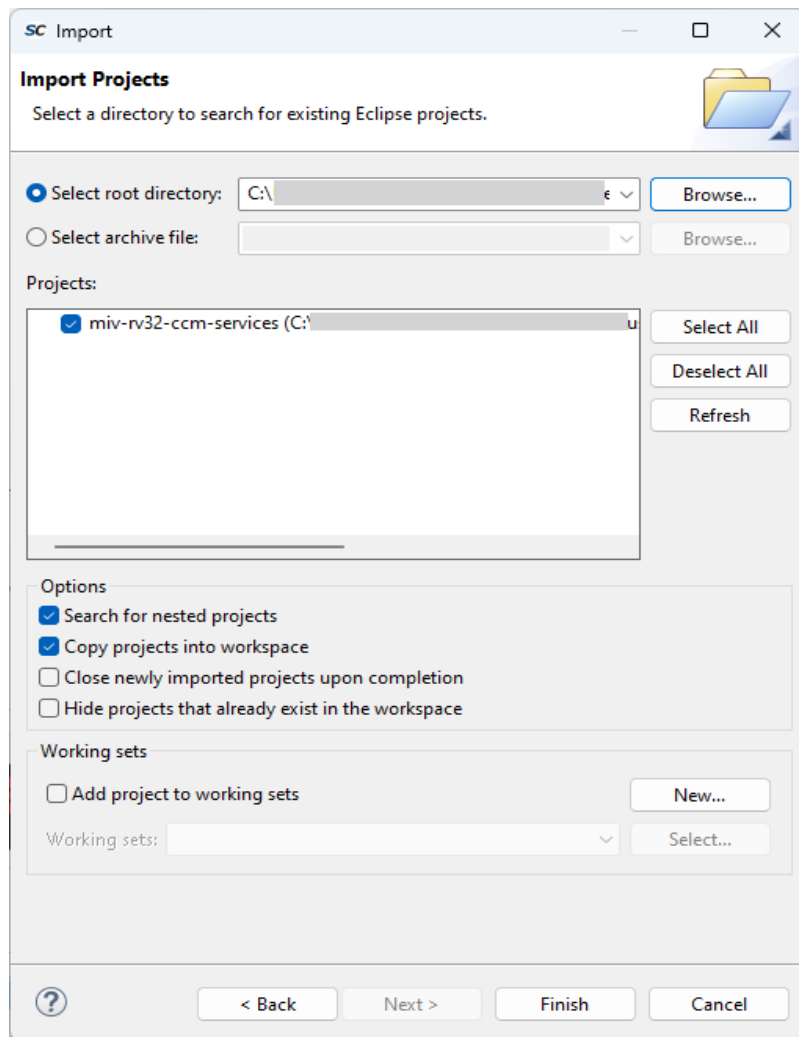 SC Import
Import Projects
Select a directory to search for existing Eclipse projects.
Select root directory: C:\ e Browse...
Select archive file: Browse...
Projects:
miv-rv32-ccm-services (C:\ u
Select All
Deselect All
Refresh
Options
Search for nested projects
Copy projects into workspace
Close newly imported projects upon completion
Hide projects that already exist in the workspace
Working sets
Add project to working sets New...
Working sets: Select...
? < Back Next > Finish Cancel